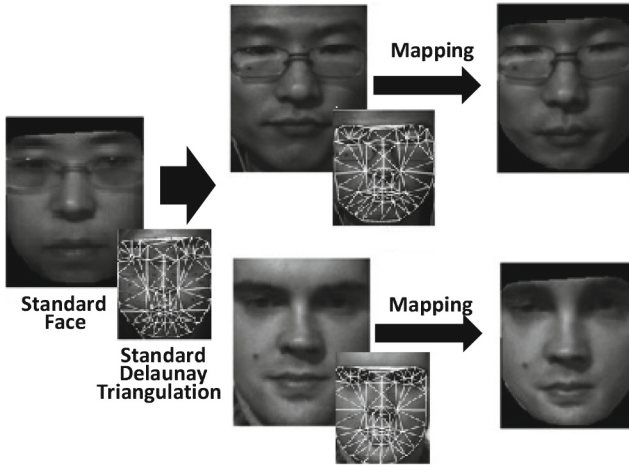 Mapping
Standard
Face
Standard
Delaunay
Triangulation
Mapping